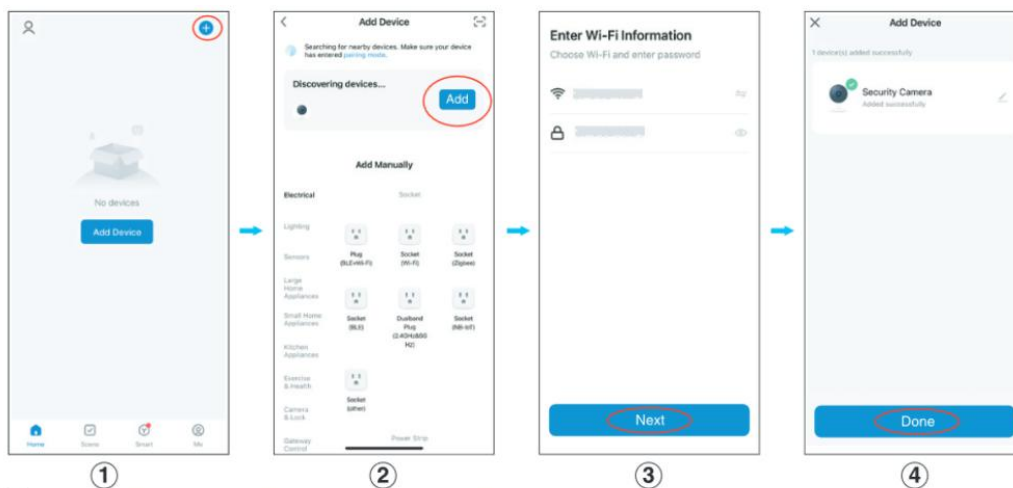 No devices
Add Device
Home
Scene
Smart
Me
①
Add Device
Searching for nearby devices. Make sure your device
has entered pairing mode.
Discovering devices...
Add
Add Manually
Electrical
Socket
Lighting
Sensors
Large
Home
Appliances
Small Home
Appliances
Kitchen
Appliances
Exercise
& Health
Camera
& Lock
Gateway
Control
Plug
(BLE+Wi-Fi)
Socket
(Wi-Fi)
Socket
(Zigbee)
Socket
(BLE)
Dualband
Plug
(2.4GHz&5G
Hz)
Socket
(NB-IoT)
Socket
(other)
Power Strip
②
Enter Wi-Fi Information
Choose Wi-Fi and enter password
Next
③
Add Device
1 device(s) added successfully
Security Camera
Added successfully
Done
④